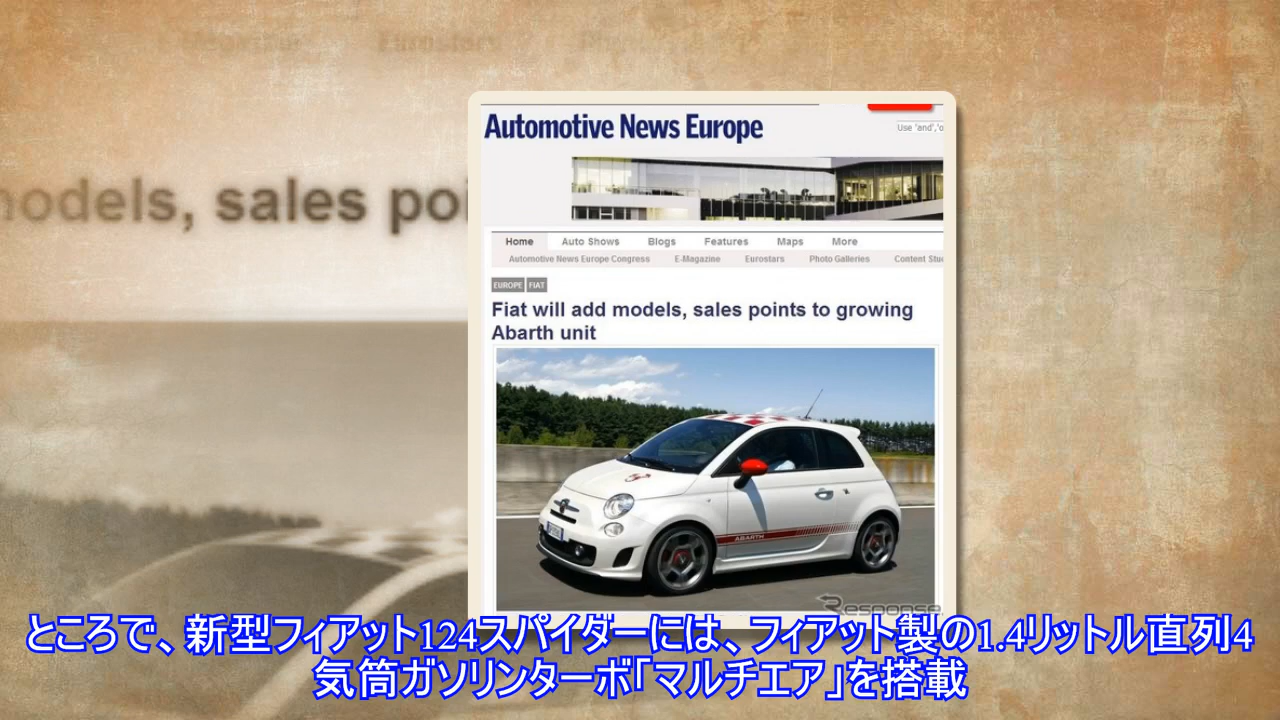 Automotive News Europe
Use 'and','o
Home Auto Shows Blogs Features Maps More
Automotive News Europe Congress E-Magazine Eurostars Photo Galleries Content Stu
EUROPE FIAT
Fiat will add models, sales points to growing
Abarth unit
models, sales poi
ABARTH
Response.
ところで、新型フィアット124スパイダーには、フィアット製の1.4リットル直列4
気筒ガソリンターボ「マルチエア」を搭載